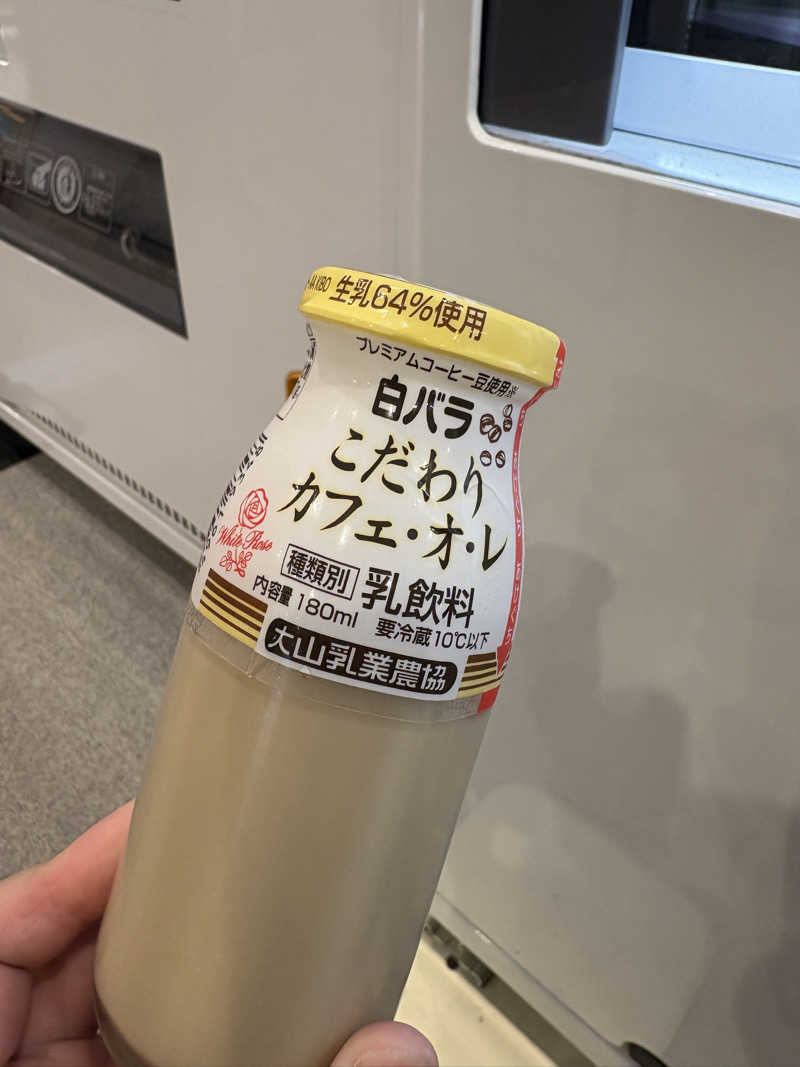 生乳64%使用
プレミアムコーヒー豆使用※
白バラ
こだわり
カフェ・オ・レ
White Rose
種類別 乳飲料
内容量 180ml 要冷蔵10℃以下
大山乳業農協